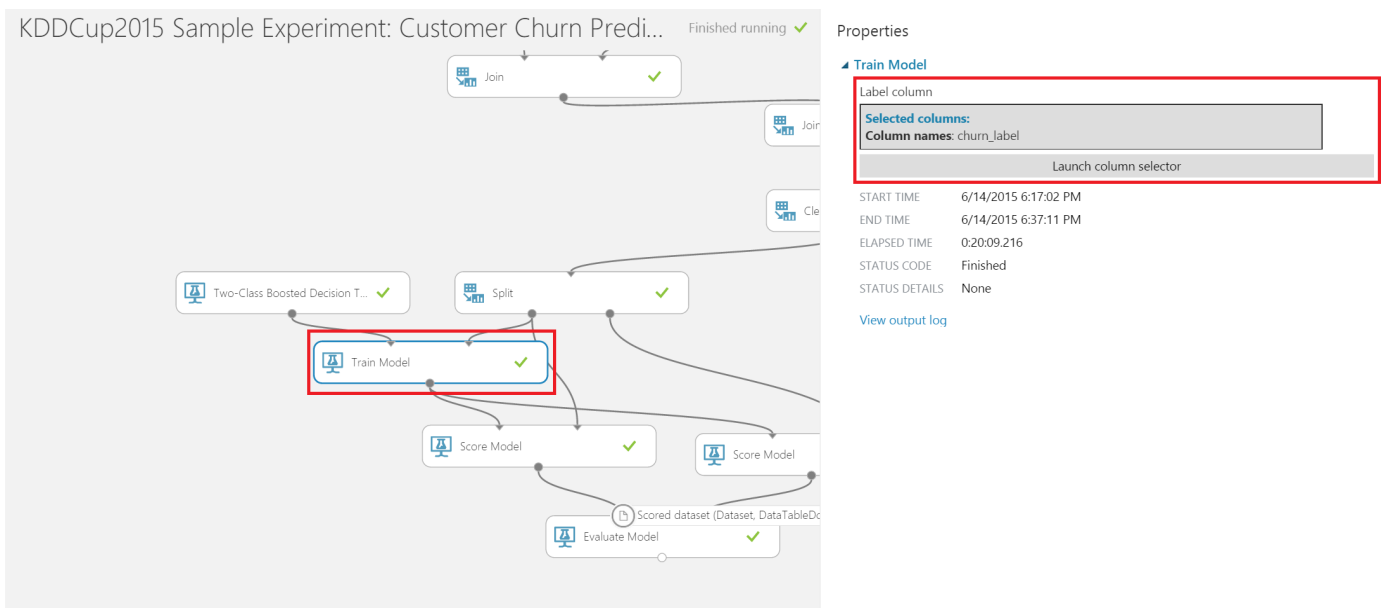 KDDCup2015 Sample Experiment: Customer Churn Predi...
Finished running
Join
Join
Cle
Two-Class Boosted Decision T...
Split
Train Model
Score Model
Score Model
Scored dataset (Dataset, DataTableDo
Evaluate Model
Properties
Train Model
Label column
Selected columns:
Column names: churn_label
Launch column selector
START TIME 6/14/2015 6:17:02 PM
END TIME 6/14/2015 6:37:11 PM
ELAPSED TIME 0:20:09.216
STATUS CODE Finished
STATUS DETAILS None
View output log